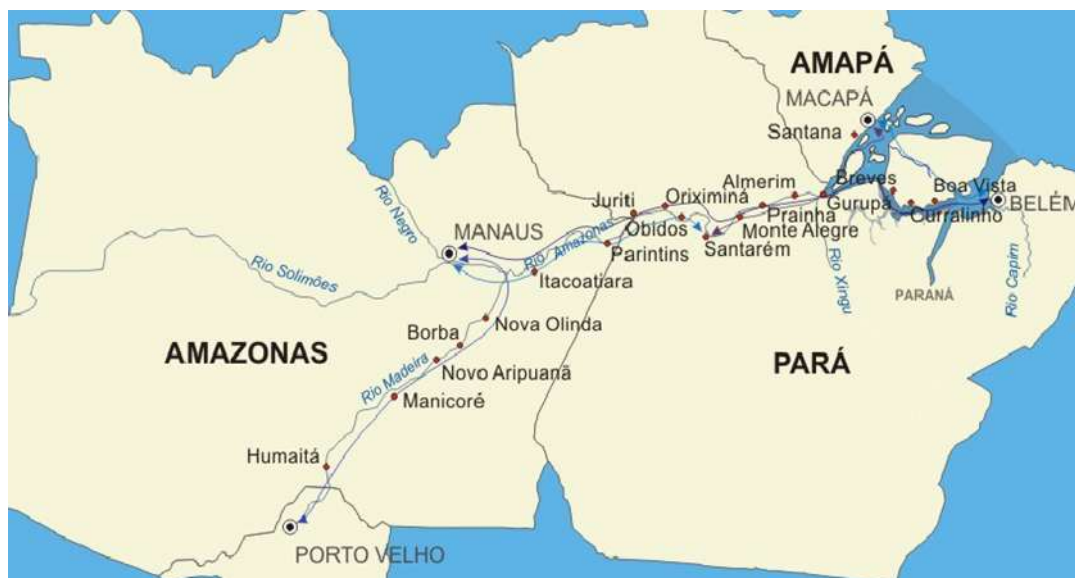 AMAPÁ
MACAPÁ
Santana
Rio Negro
Juriti
Oriximiná
Almerim
Breves
Boa Vista
Gurupá
BELÉM
Curralinho
Prainha
Óbidos
Monte Alegre
Santarém
MANAUS
Rio Amazonas
Parintins
Rio Solimões
Itacoatiara
Rio Xingu
PARANÁ
Rio Capim
Nova Olinda
Borba
AMAZONAS
PARÁ
Novo Aripuanã
Rio Madeira
Manicoré
Humaitá
PORTO VELHO